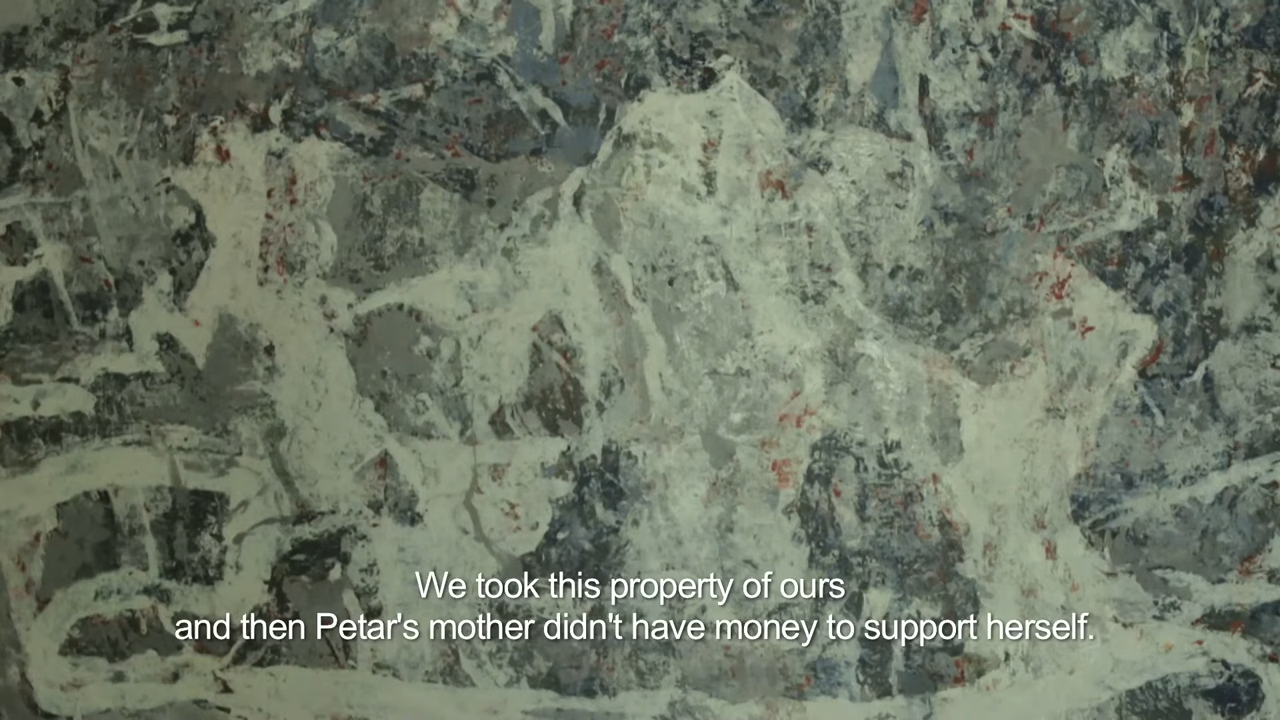 We took this property of ours
and then Petar's mother didn't have money to support herself.